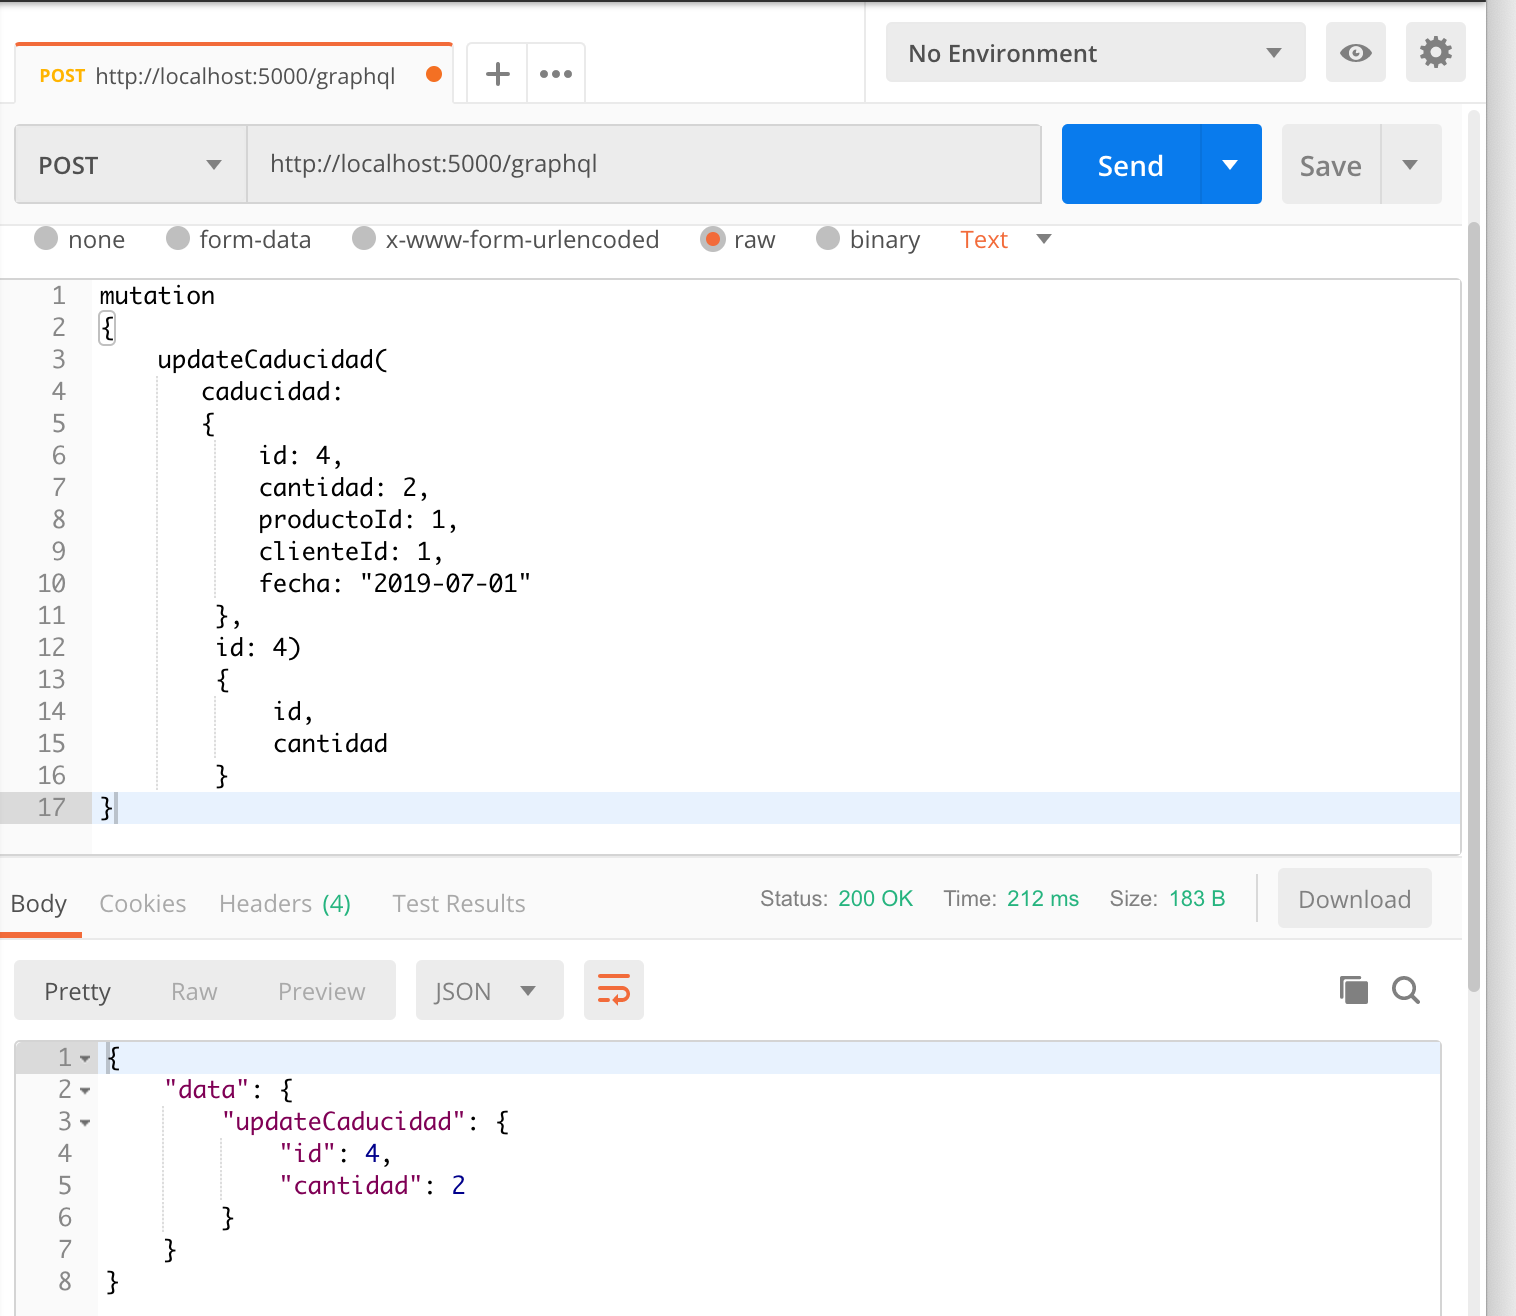 POST http://localhost:5000/graphql
No Environment
POST http://localhost:5000/graphql Send Save
none form-data x-www-form-urlencoded raw binary Text
1 mutation
2 {
3 updateCaducidad(
4 caducidad:
5 {
6 id: 4,
7 cantidad: 2,
8 productoId: 1,
9 clienteId: 1,
10 fecha: "2019-07-01"
11 },
12 id: 4)
13 {
14 id,
15 cantidad
16 }
17 }
Body Cookies Headers (4) Test Results Status: 200 OK Time: 212 ms Size: 183 B Download
Pretty Raw Preview JSON
1 {
2 "data": {
3 "updateCaducidad": {
4 "id": 4,
5 "cantidad": 2
6 }
7 }
8 }